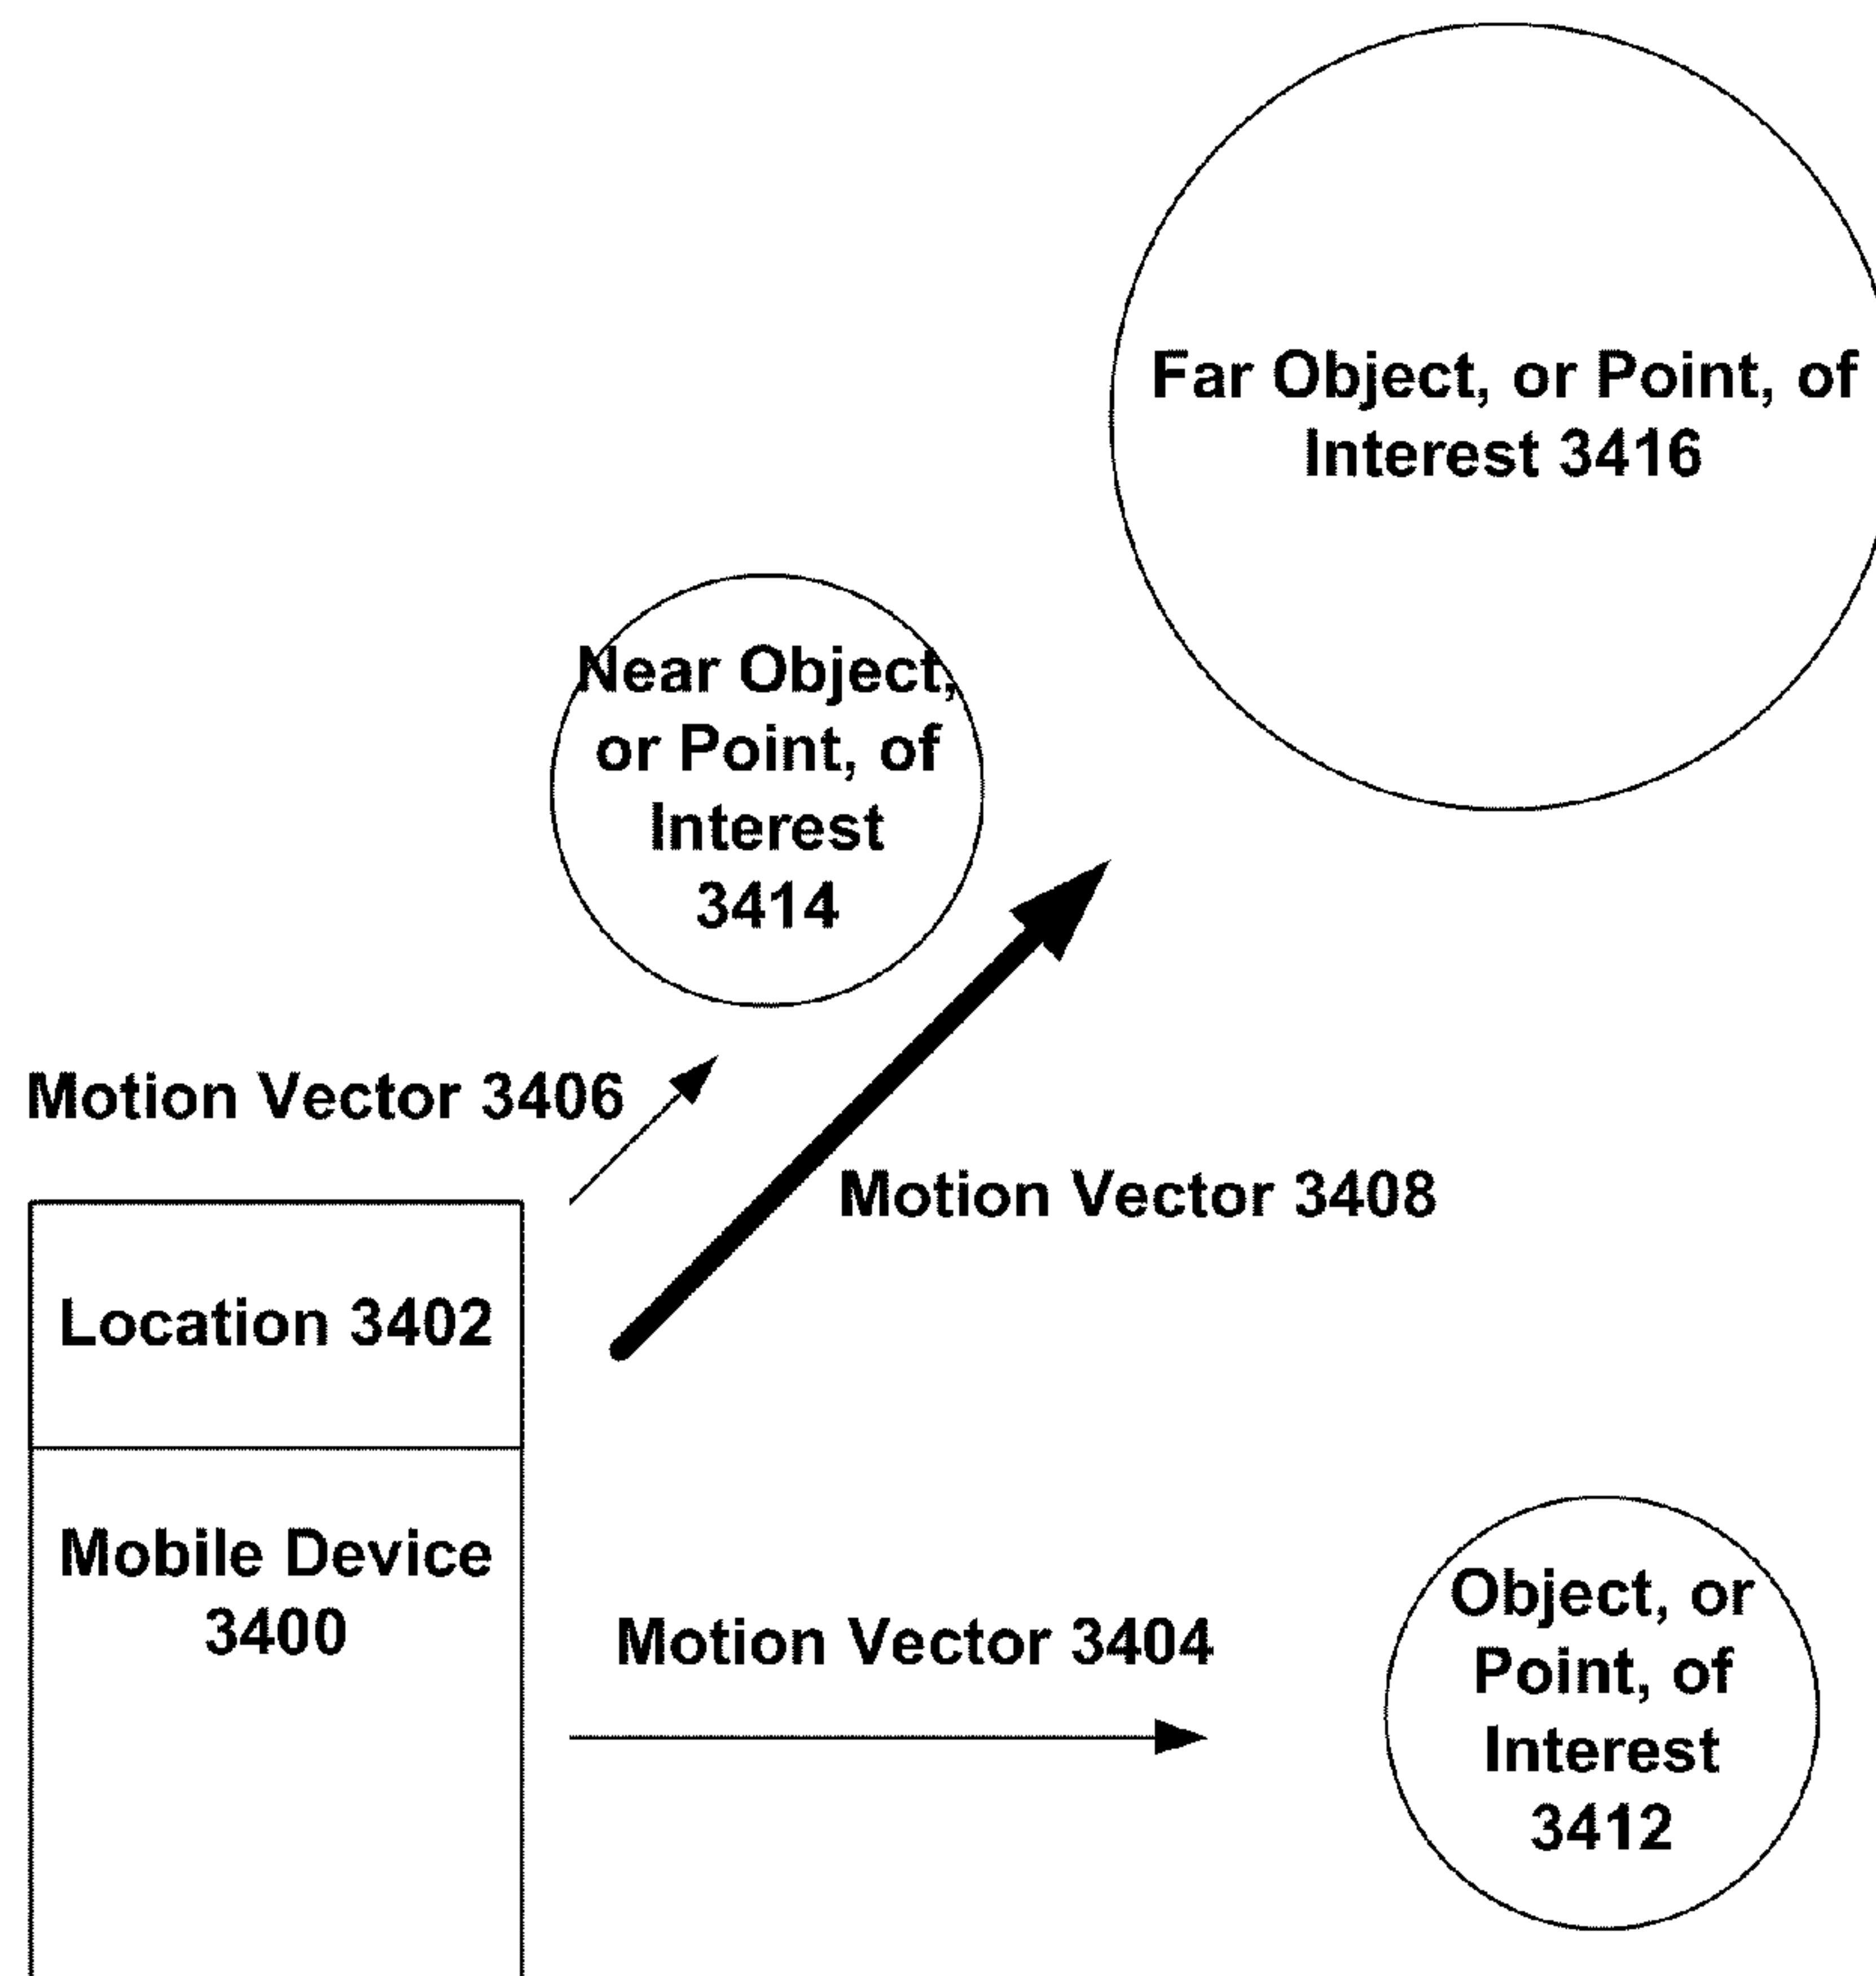 Far Object, or Point, of
Interest 3416
Near Object,
or Point, of
Interest
3414
Motion Vector 3406
Motion Vector 3408
Location 3402
Mobile Device
3400
Motion Vector 3404
Object, or
Point, of
Interest
3412